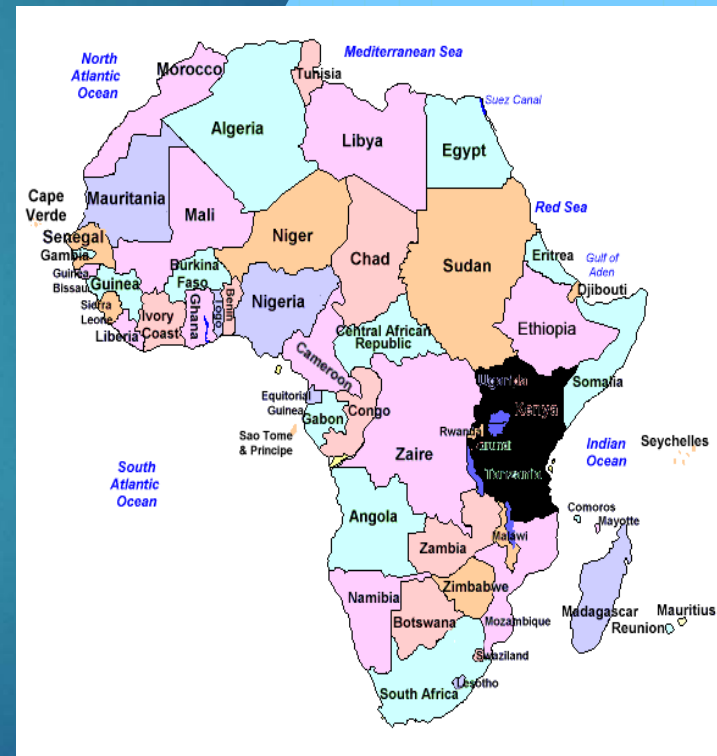 Mediterranean Sea
North
Atlantic
Ocean
Morocco
Tunisia
Suez Canal
Algeria
Libya
Egypt
Cape
Verde
Mauritania
Mali
Niger
Chad
Sudan
Red Sea
Senegal
Gambia
Guinea
Bissau
Guinea
Burkina
Faso
Eritrea
Gulf of
Aden
Djibouti
Sierra
Leone
Liberia
Ivory
Coast
Ghana
Togo
Benin
Nigeria
Ethiopia
Central African
Republic
Cameroon
Somalia
Uganda
Kenya
Equitorial
Guinea
Gabon
Congo
Rwanda
Sao Tome
& Principe
Zaire
Tanzania
Indian
Ocean
Seychelles
South
Atlantic
Ocean
Angola
Comoros
Mayotte
Malawi
Zambia
Zimbabwe
Namibia
Botswana
Mozambique
Madagascar
Mauritius
Reunion
Swaziland
Lesotho
South Africa